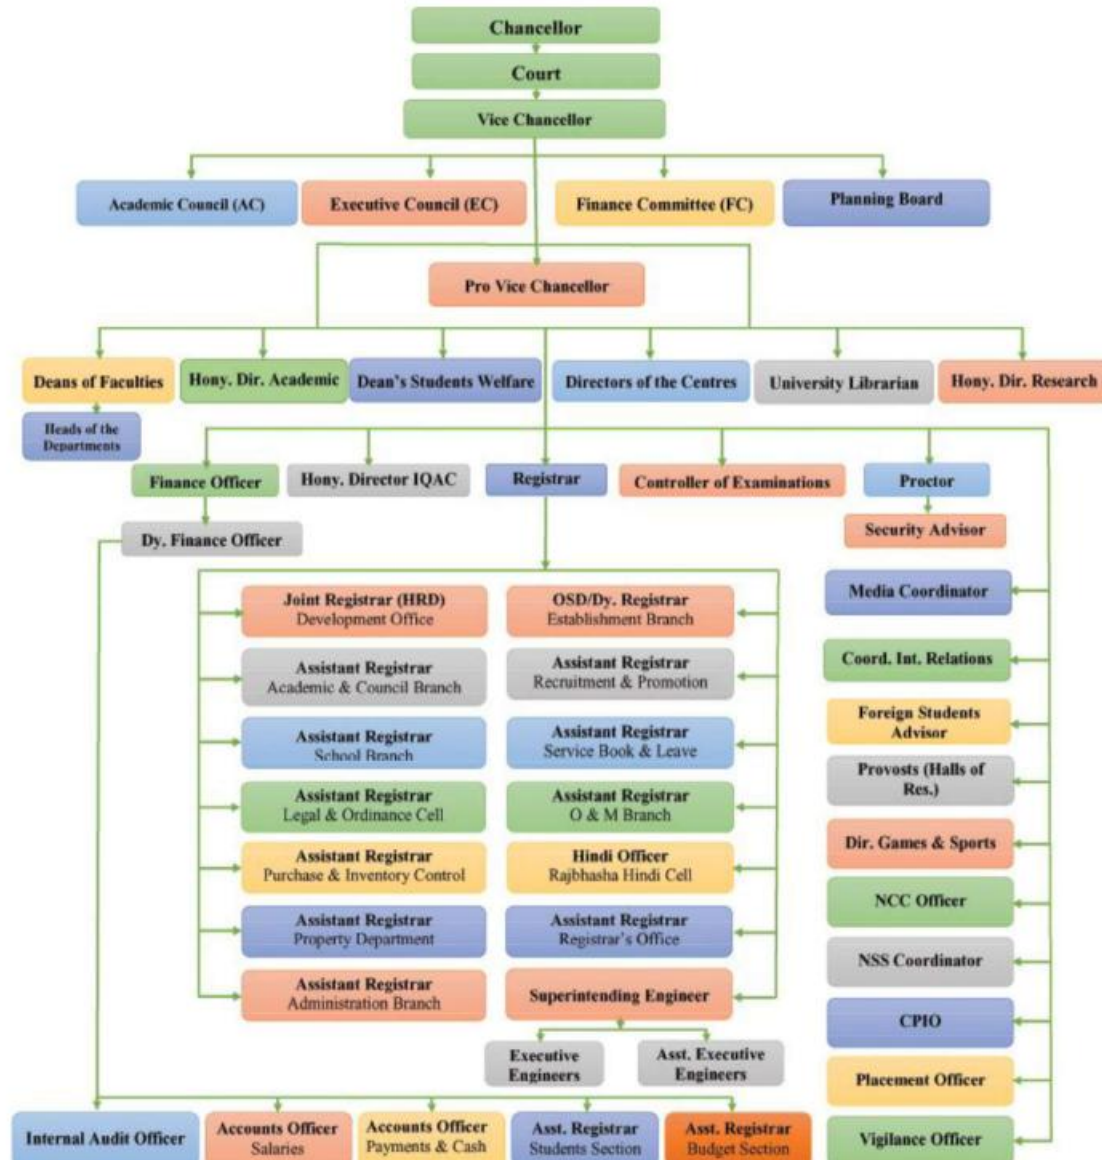 Chancellor
Court
Vice Chancellor
Academic Council (AC)
Executive Council (EC)
Finance Committee (FC)
Planning Board
Pro Vice Chancellor
Deans of Faculties
Hony. Dir. Academic
Dean's Students Welfare
Directors of the Centres
University Librarian
Hony. Dir. Research
Heads of the
Departments
Finance Officer
Hony. Director IQAC
Registrar
Controller of Examinations
Proctor
Dy. Finance Officer
Security Advisor
Joint Registrar (HRD)
Development Office
OSD/Dy. Registrar
Establishment Branch
Assistant Registrar
Academic & Council Branch
Assistant Registrar
Recruitment & Promotion
Assistant Registrar
School Branch
Assistant Registrar
Service Book & Leave
Assistant Registrar
Legal & Ordinance Cell
Assistant Registrar
O & M Branch
Assistant Registrar
Purchase & Inventory Control
Hindi Officer
Rajbhasha Hindi Cell
Assistant Registrar
Property Department
Assistant Registrar
Registrar's Office
Assistant Registrar
Administration Branch
Superintending Engineer
Executive
Engineers
Asst. Executive
Engineers
Media Coordinator
Coord. Int. Relations
Foreign Students
Advisor
Provosts (Halls of
Res.)
Dir. Games & Sports
NCC Officer
NSS Coordinator
CPIO
Placement Officer
Vigilance Officer
Internal Audit Officer
Accounts Officer
Salaries
Accounts Officer
Payments & Cash
Asst. Registrar
Students Section
Asst. Registrar
Budget Section